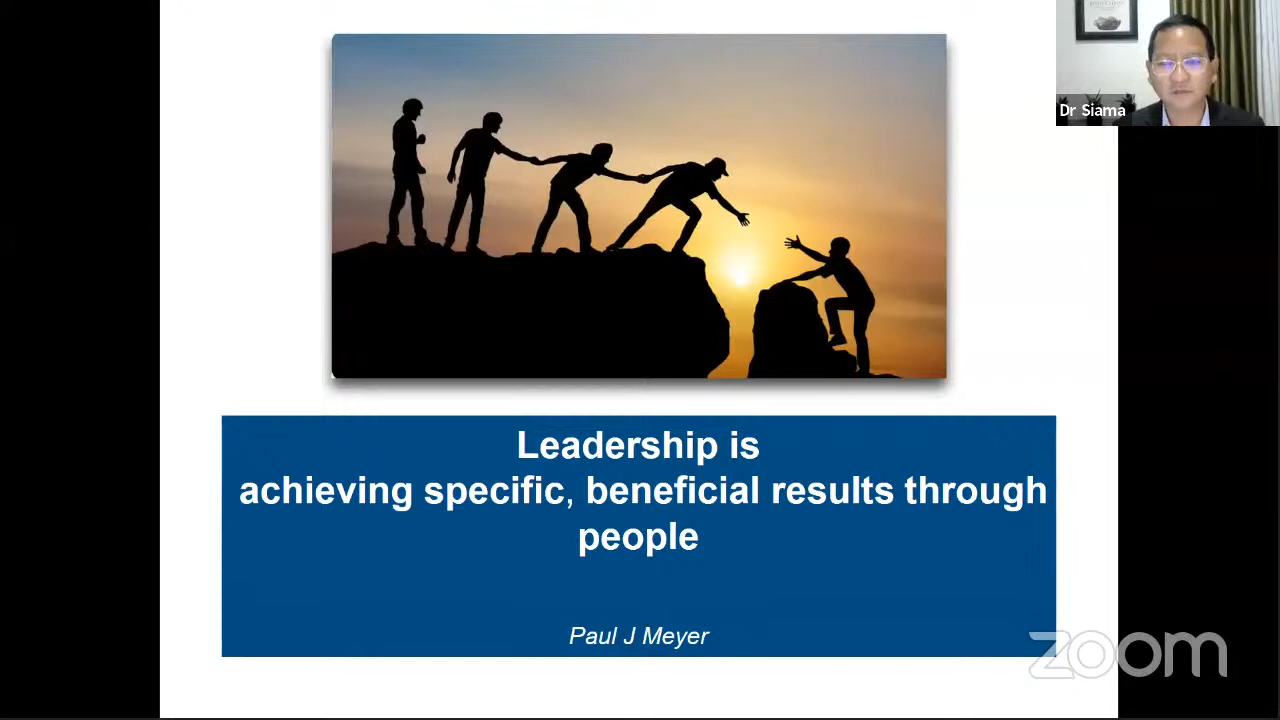 Dr Siama
Leadership is
achieving specific, beneficial results through
people
Paul J Meyer
zoom